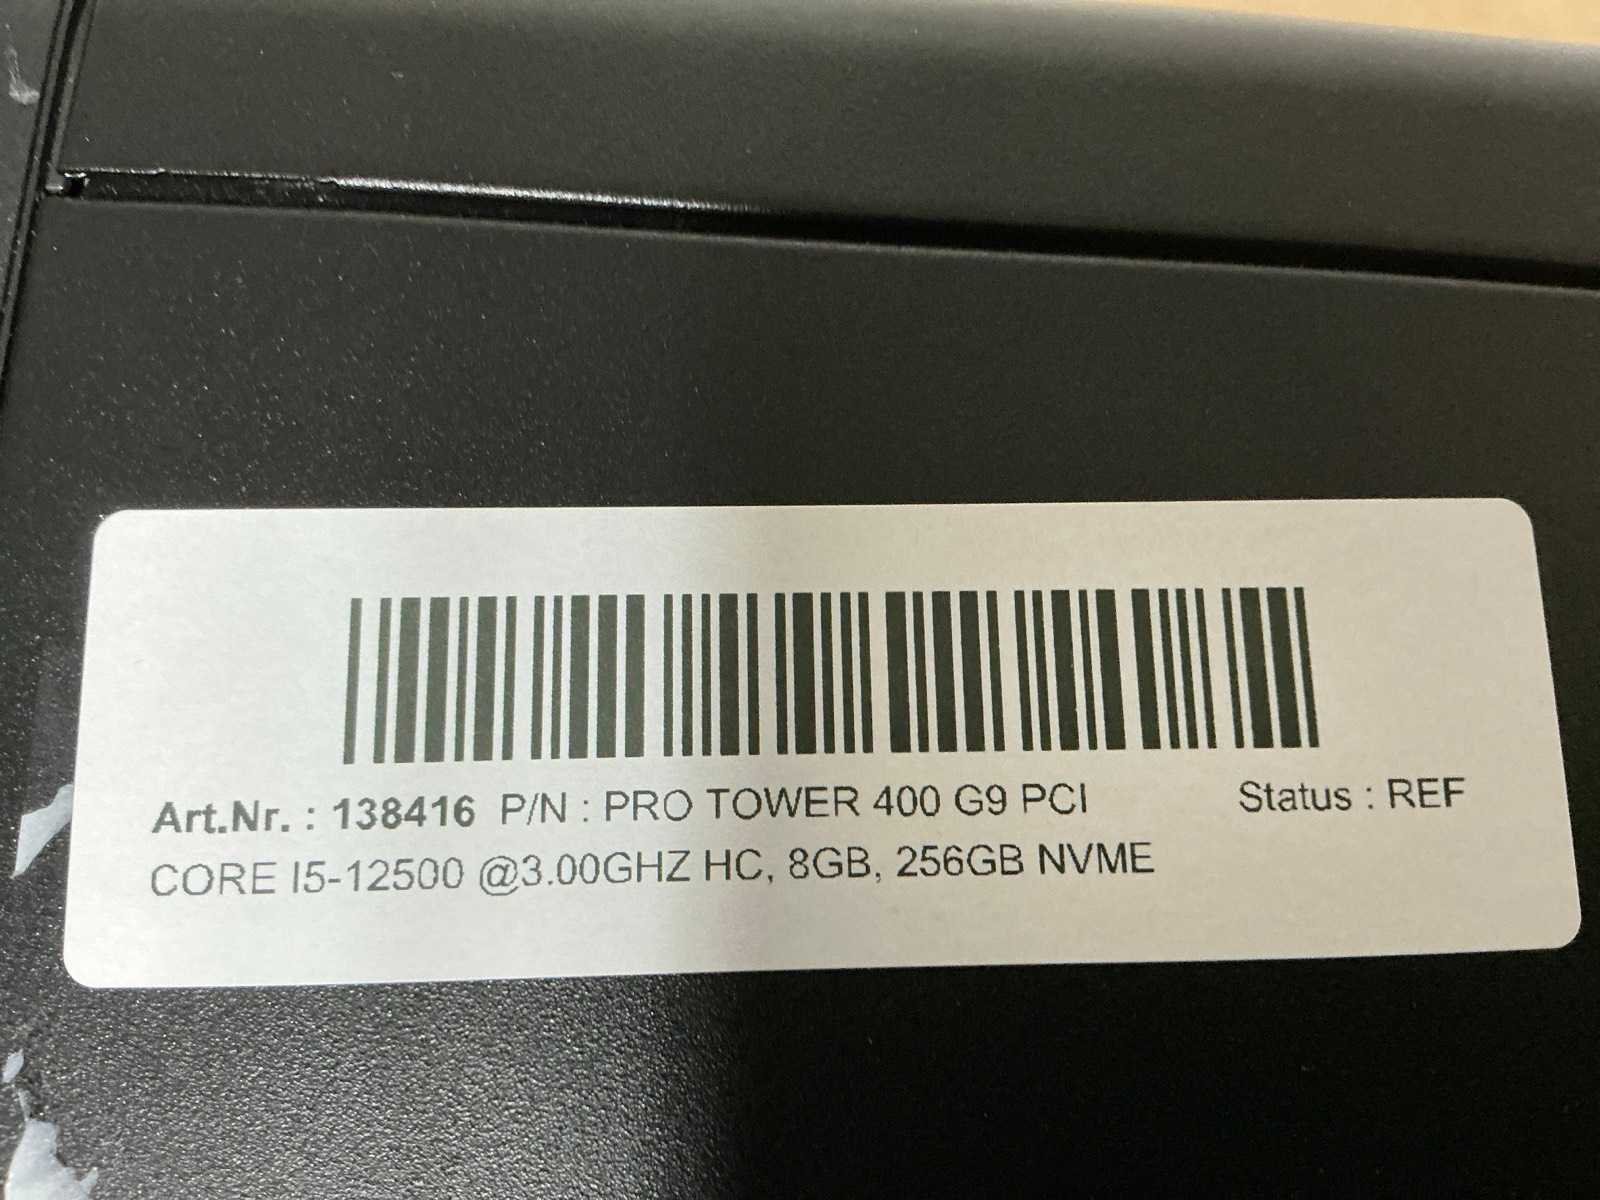 Art.Nr. : 138416 P/N : PRO TOWER 400 G9 PCI Status : REF
CORE I5-12500 @3.00GHZ HC, 8GB, 256GB NVME